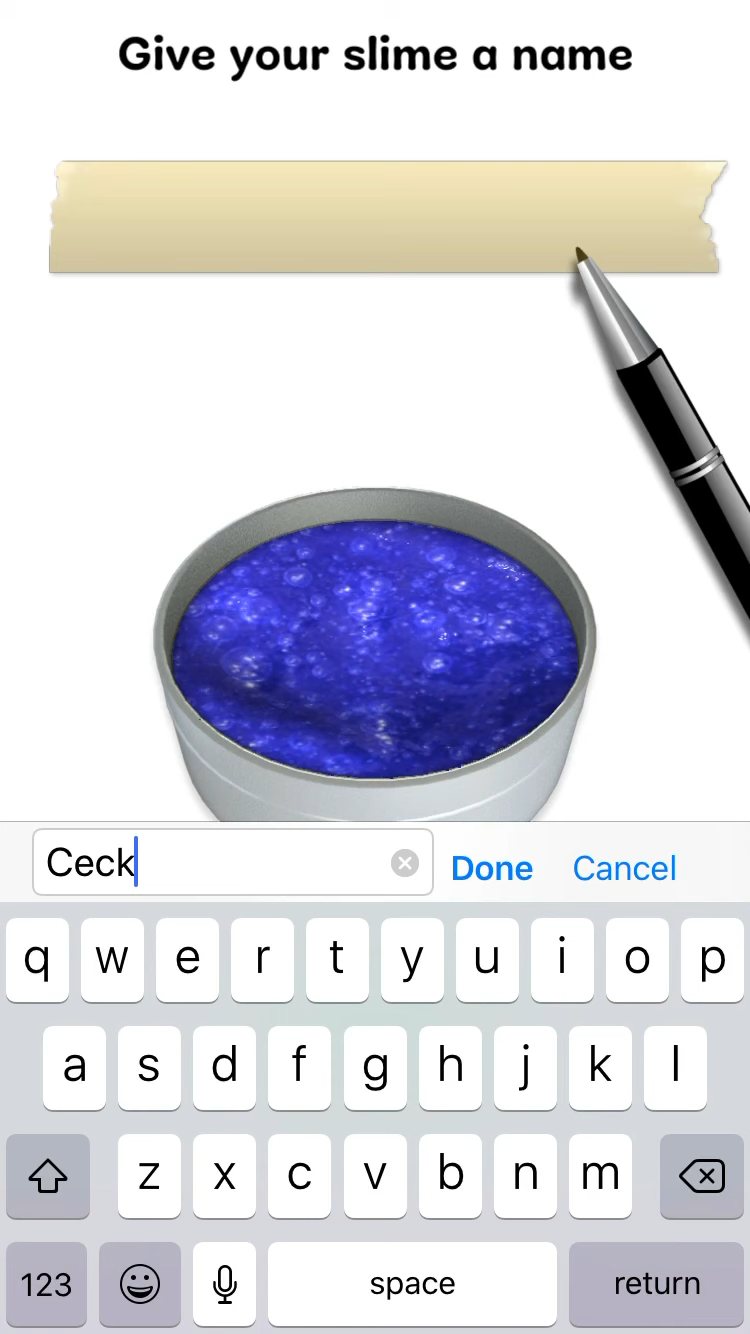 Give your slime a name
Ceck
Done Cancel
q w e r t y u i o p
a s d f g h j k l
z x c v b n m
123 space return